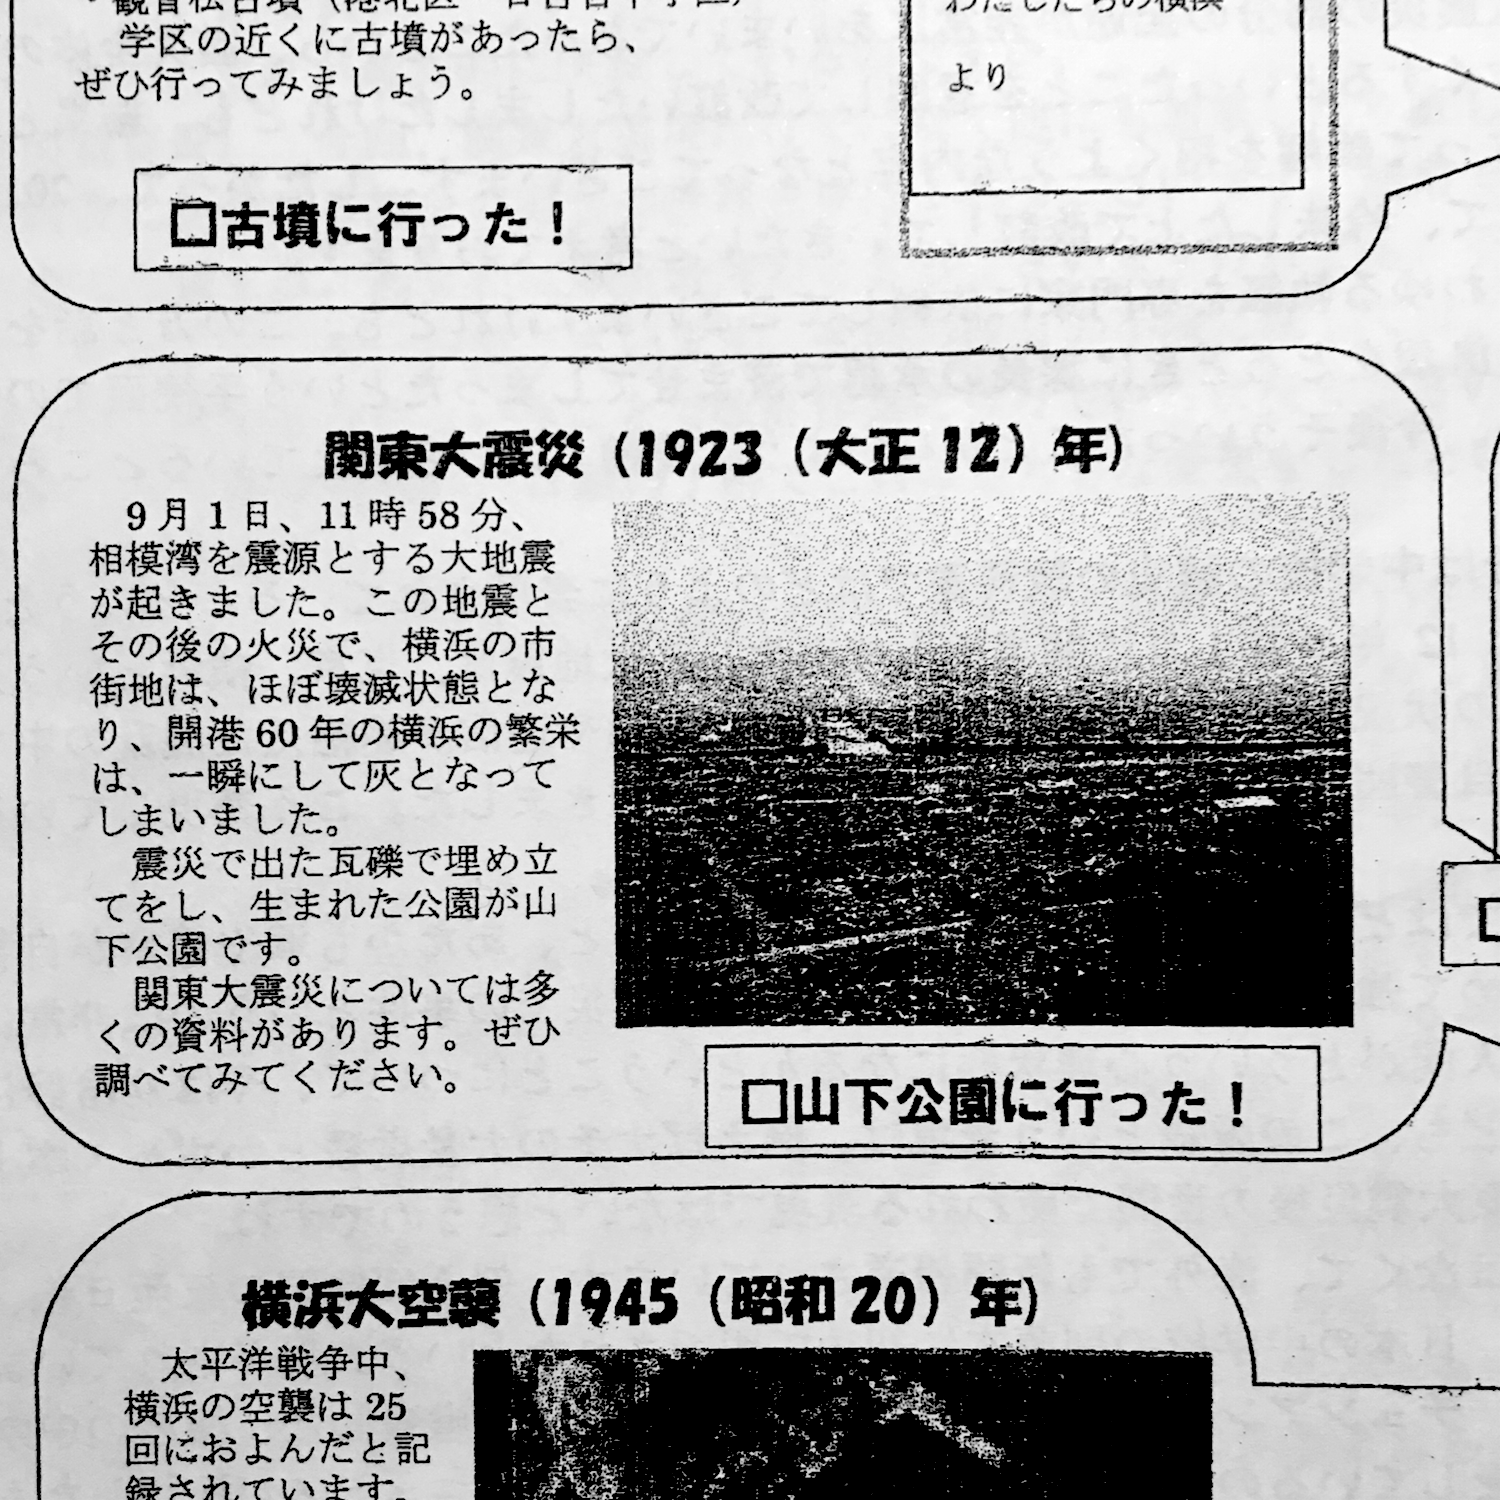 学区の近くに古墳があったら、
ぜひ行ってみましょう。
わたしたちの横浜
より
□古墳に行った！
関東大震災（1923（大正12）年）
9月1日、11時58分、
相模湾を震源とする大地震
が起きました。この地震と
その後の火災で、横浜の市
街地は、ほぼ壊滅状態とな
り、開港60年の横浜の繁栄
は、一瞬にして灰となって
しまいました。
震災で出た瓦礫で埋め立
てをし、生まれた公園が山
下公園です。
関東大震災については多
くの資料があります。ぜひ
調べてみてください。
□山下公園に行った！
横浜大空襲（1945（昭和20）年）
太平洋戦争中、
横浜の空襲は25
回におよんだと記
録されています。